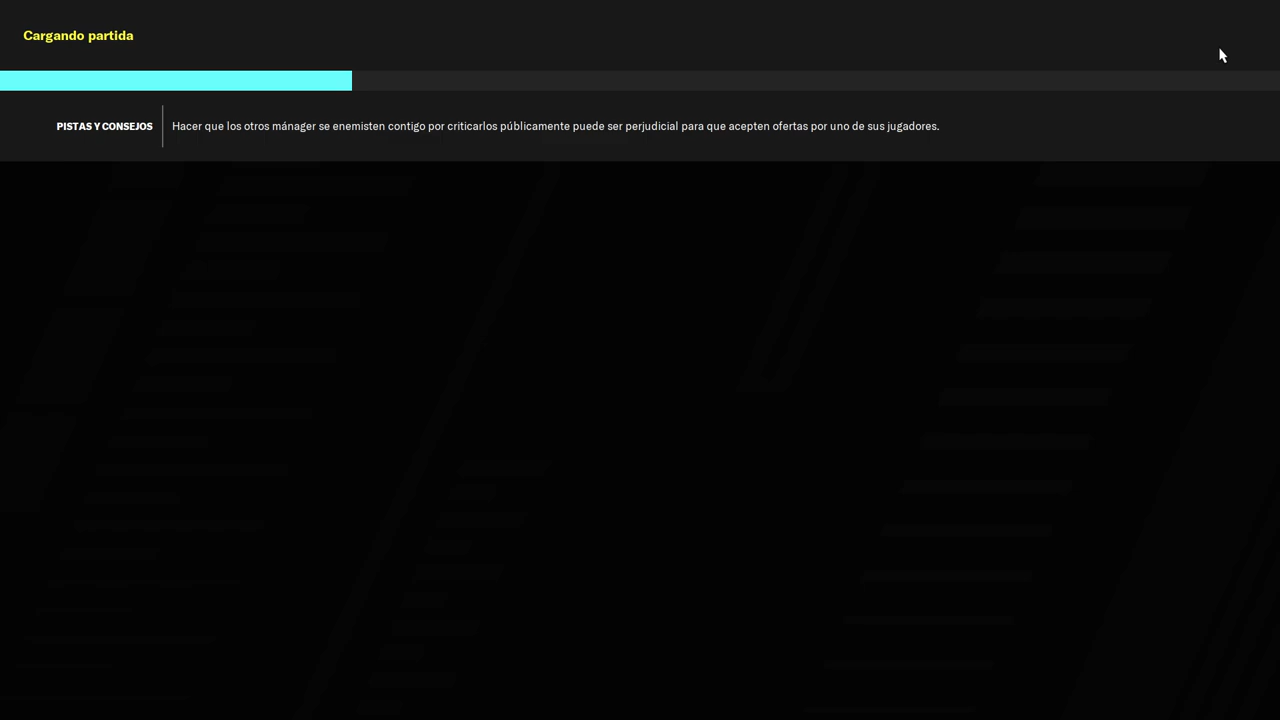 Cargando partida
PISTAS Y CONSEJOS
Hacer que los otros mánager se enemisten contigo por criticarlos públicamente puede ser perjudicial para que acepten ofertas por uno de sus jugadores.